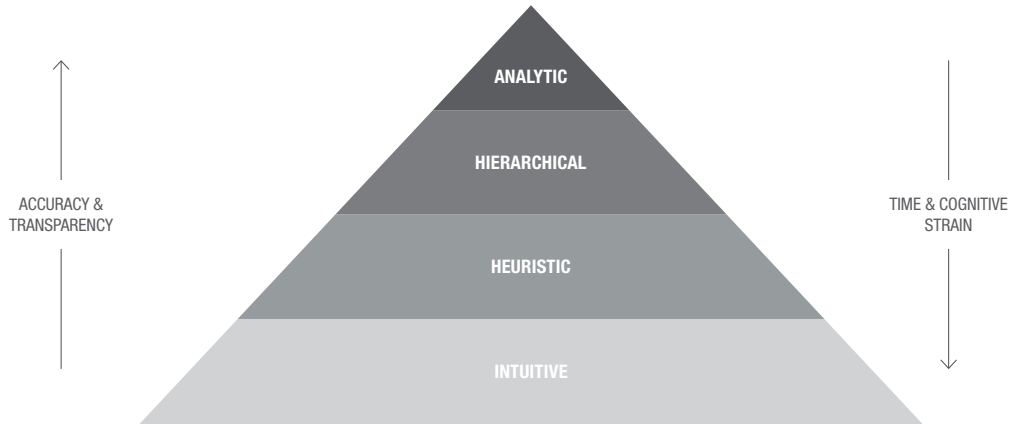 ANALYTIC
HIERARCHICAL
ACCURACY &
TRANSPARENCY
TIME & COGNITIVE
STRAIN
HEURISTIC
INTUITIVE